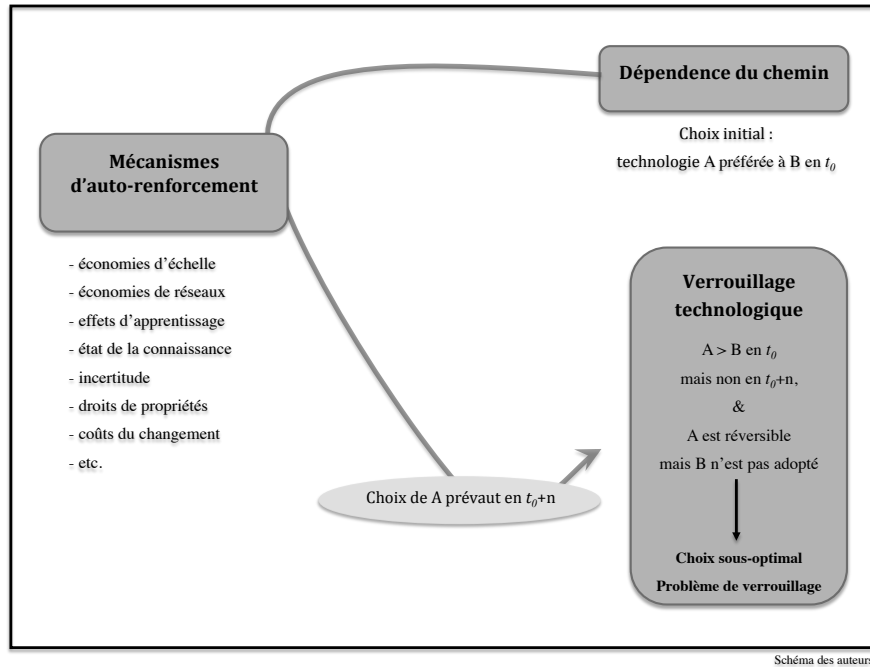 Dépendence du chemin
Choix initial :
technologie A préférée à B en t₀
Mécanismes
d'auto-renforcement
- économies d'échelle
- économies de réseaux
- effets d'apprentissage
- état de la connaissance
- incertitude
- droits de propriétés
- coûts du changement
- etc.
Choix de A prévaut en t₀+n
Verrouillage
technologique
A > B en t₀
mais non en t₀+n,
&
A est réversible
mais B n'est pas adopté
Choix sous-optimal
Problème de verrouillage
Schéma des auteurs